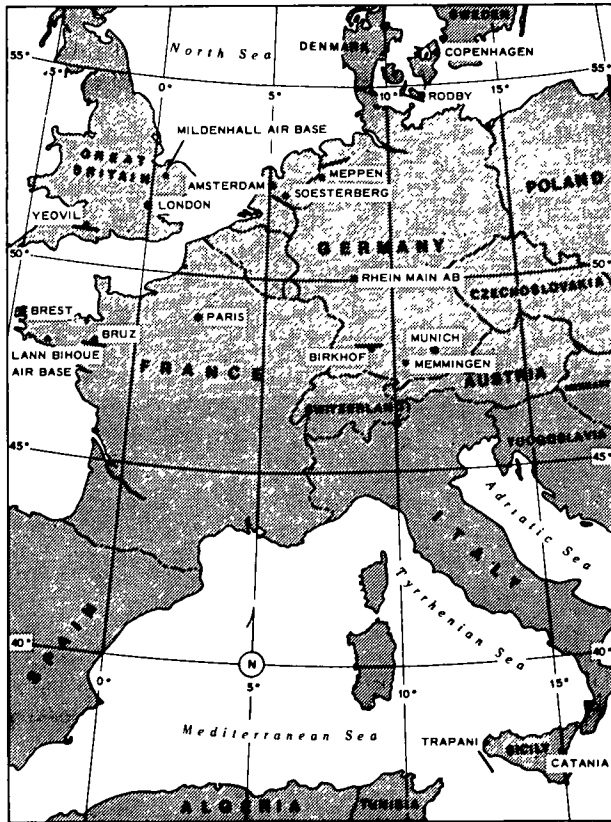 SWEDEN
55°
North Sea
DENMARK
COPENHAGEN
55°
5°
0°
5°
10°
15°
RODBY
MILDENHALL AIR BASE
GREAT
BRITAIN
MEPPEN
AMSTERDAM
SOESTERBERG
POLAND
YEOVIL
LONDON
GERMANY
50°
50°
RHEIN MAIN AB
CZECHOSLOVAKIA
BREST
PARIS
BRUZ
MUNICH
BIRKHOF
LANN BIHOUE
AIR BASE
MEMMINGEN
FRANCE
AUSTRIA
SWITZERLAND
YUGOSLAVIA
45°
45°
Adriatic Sea
ITALY
Tyrrhenian Sea
SPAIN
40°
40°
N
0°
5°
10°
15°
Mediterranean Sea
TRAPANI
SICILY
CATANIA
ALGERIA
TUNISIA